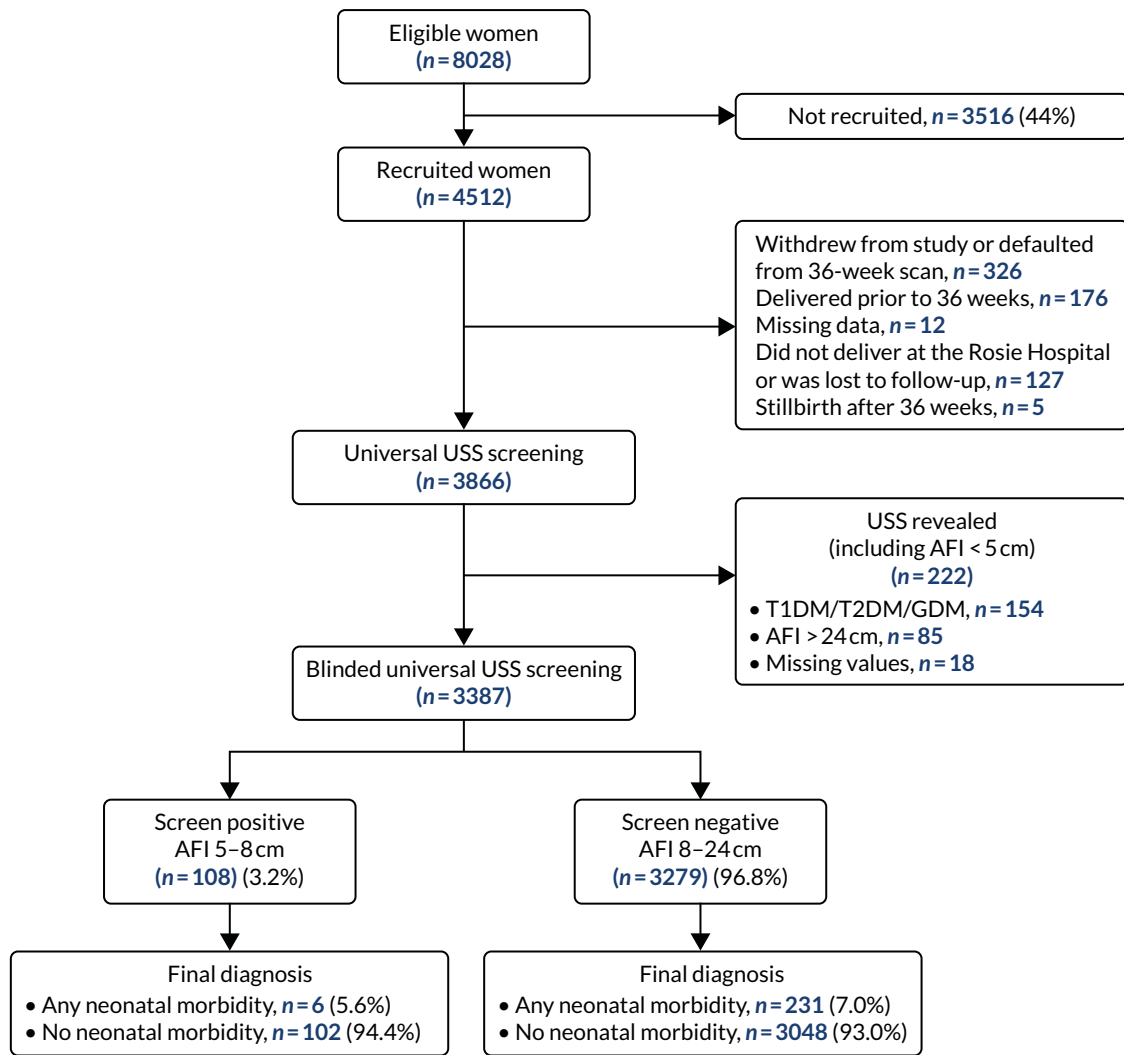 Eligible women
(n = 8028)
Not recruited, n = 3516 (44%)
Recruited women
(n = 4512)
Withdrew from study or defaulted
from 36-week scan, n = 326
Delivered prior to 36 weeks, n = 176
Missing data, n = 12
Did not deliver at the Rosie Hospital
or was lost to follow-up, n = 127
Stillbirth after 36 weeks, n = 5
Universal USS screening
(n = 3866)
USS revealed
(including AFI < 5 cm)
(n = 222)
• T1DM/T2DM/GDM, n = 154
• AFI > 24 cm, n = 85
• Missing values, n = 18
Blinded universal USS screening
(n = 3387)
Screen positive
AFI 5–8 cm
(n = 108) (3.2%)
Screen negative
AFI 8–24 cm
(n = 3279) (96.8%)
Final diagnosis
• Any neonatal morbidity, n = 6 (5.6%)
• No neonatal morbidity, n = 102 (94.4%)
Final diagnosis
• Any neonatal morbidity, n = 231 (7.0%)
• No neonatal morbidity, n = 3048 (93.0%)